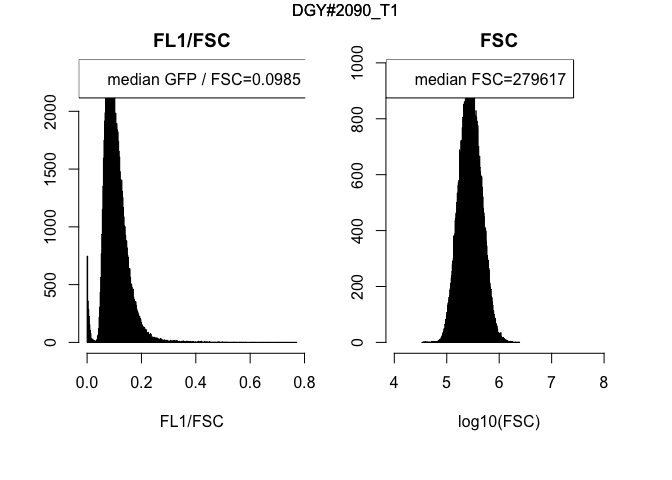 DGY#2090_T1
FL1/FSC
median GFP / FSC=0.0985
2000
1500
1000
500
0
0.0 0.2 0.4 0.6 0.8
FL1/FSC
FSC
median FSC=279617
1000
800
600
400
200
0
4 5 6 7 8
log10(FSC)